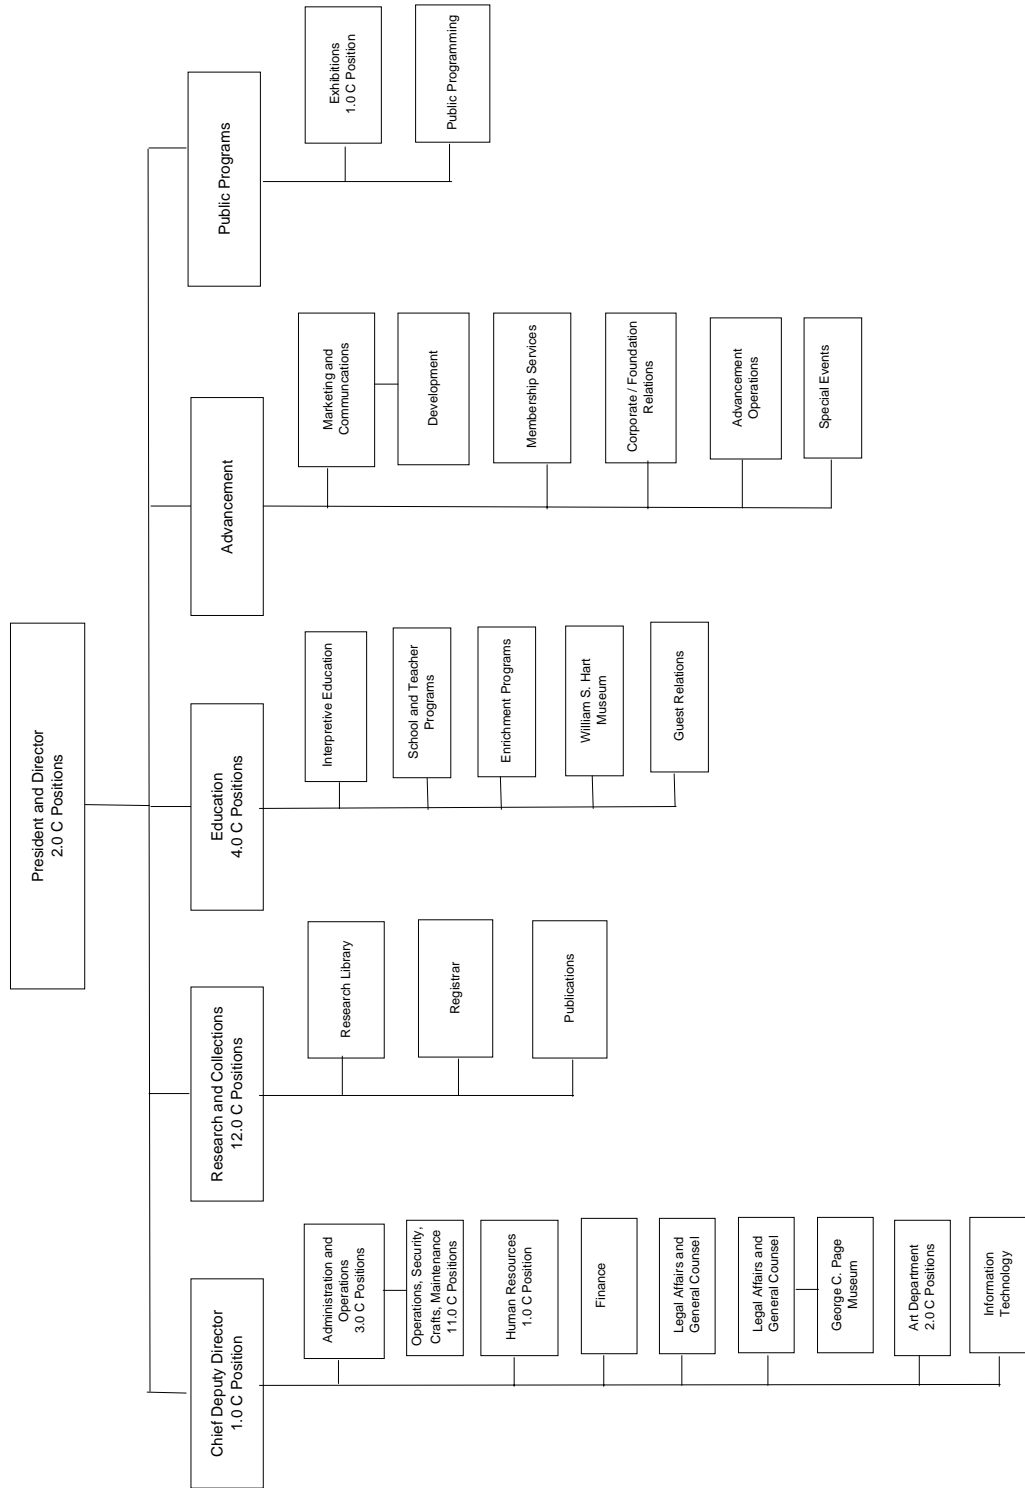 President and Director
2.0 C Positions
Chief Deputy Director
1.0 C Position
Research and Collections
12.0 C Positions
Education
4.0 C Positions
Advancement
Public Programs
Administration and
Operations
3.0 C Positions
Operations, Security,
Crafts, Maintenance
11.0 C Positions
Human Resources
1.0 C Position
Finance
Legal Affairs and
General Counsel
Legal Affairs and
General Counsel
George C. Page
Museum
Art Department
2.0 C Positions
Information
Technology
Research Library
Registrar
Publications
Interpretive Education
School and Teacher
Programs
Enrichment Programs
William S. Hart
Museum
Guest Relations
Marketing and
Communcations
Development
Membership Services
Corporate / Foundation
Relations
Advancement
Operations
Special Events
Exhibitions
1.0 C Position
Public Programming